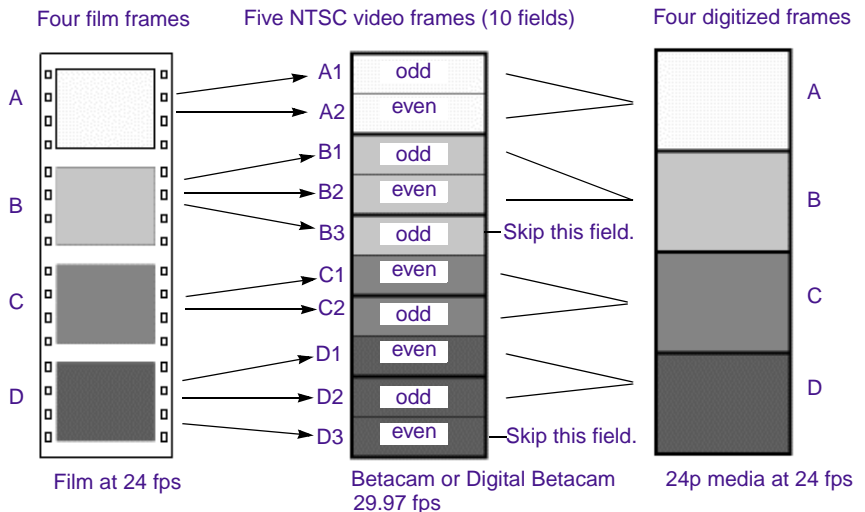 Four film frames
Five NTSC video frames (10 fields)
Four digitized frames
A
A1 odd
A2 even
A
B
B1 odd
B2 even
B3 odd
Skip this field.
B
C
C1 even
C2 odd
C
D
D1 even
D2 odd
D3 even
Skip this field.
D
Film at 24 fps
Betacam or Digital Betacam
29.97 fps
24p media at 24 fps